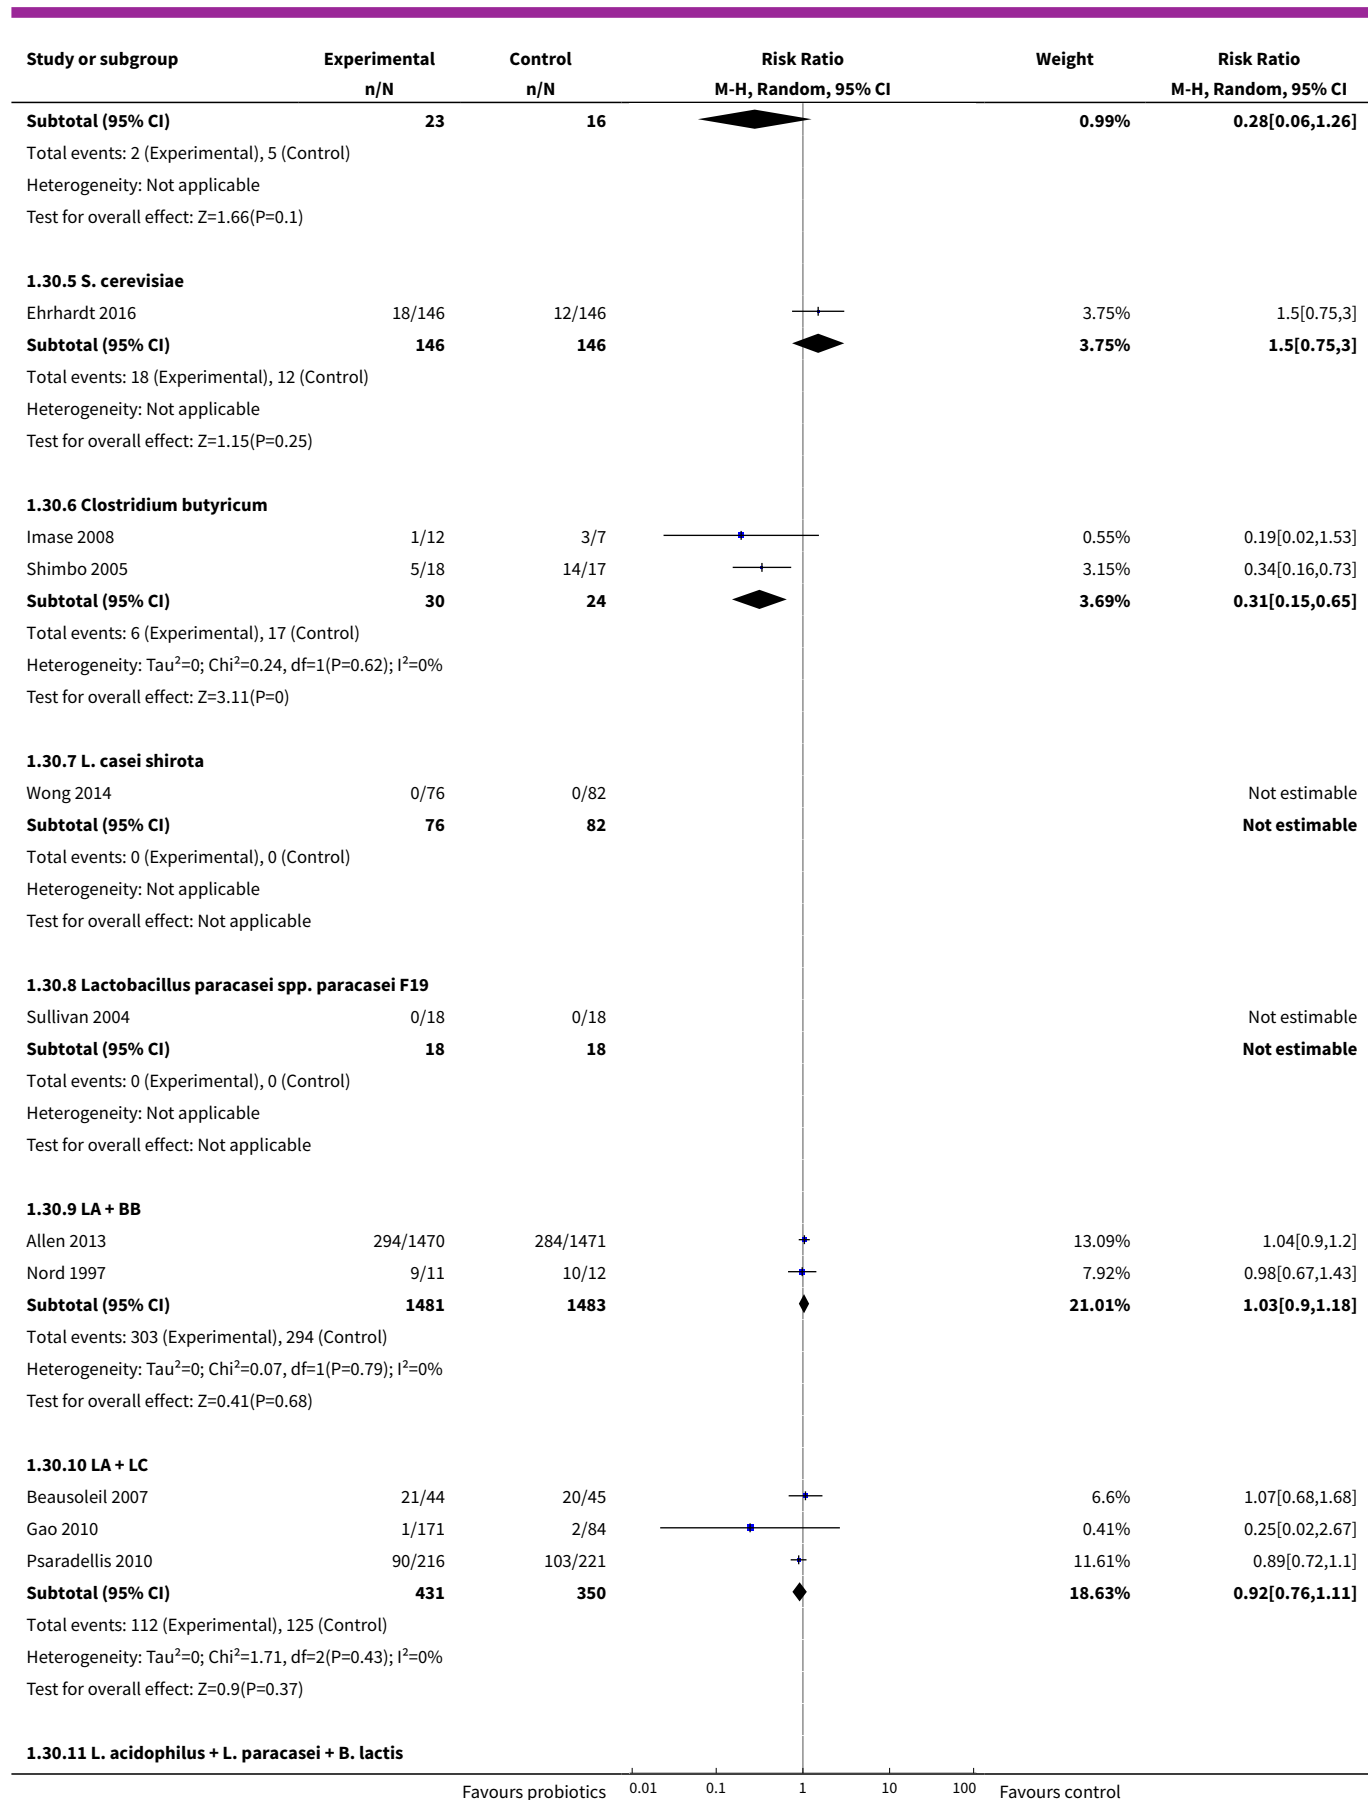 Study or subgroup Experimental Control Risk Ratio Weight Risk Ratio
n/N n/N M-H, Random, 95% CI M-H, Random, 95% CI
Subtotal (95% CI) 23 16 0.99% 0.28[0.06,1.26]
Total events: 2 (Experimental), 5 (Control)
Heterogeneity: Not applicable
Test for overall effect: Z=1.66(P=0.1)
1.30.5 S. cerevisiae
Ehrhardt 2016 18/146 12/146 3.75% 1.5[0.75,3]
Subtotal (95% CI) 146 146 3.75% 1.5[0.75,3]
Total events: 18 (Experimental), 12 (Control)
Heterogeneity: Not applicable
Test for overall effect: Z=1.15(P=0.25)
1.30.6 Clostridium butyricum
Imase 2008 1/12 3/7 0.55% 0.19[0.02,1.53]
Shimbo 2005 5/18 14/17 3.15% 0.34[0.16,0.73]
Subtotal (95% CI) 30 24 3.69% 0.31[0.15,0.65]
Total events: 6 (Experimental), 17 (Control)
Heterogeneity: Tau²=0; Chi²=0.24, df=1(P=0.62); I²=0%
Test for overall effect: Z=3.11(P=0)
1.30.7 L. casei shirota
Wong 2014 0/76 0/82 Not estimable
Subtotal (95% CI) 76 82 Not estimable
Total events: 0 (Experimental), 0 (Control)
Heterogeneity: Not applicable
Test for overall effect: Not applicable
1.30.8 Lactobacillus paracasei spp. paracasei F19
Sullivan 2004 0/18 0/18 Not estimable
Subtotal (95% CI) 18 18 Not estimable
Total events: 0 (Experimental), 0 (Control)
Heterogeneity: Not applicable
Test for overall effect: Not applicable
1.30.9 LA + BB
Allen 2013 294/1470 284/1471 13.09% 1.04[0.9,1.2]
Nord 1997 9/11 10/12 7.92% 0.98[0.67,1.43]
Subtotal (95% CI) 1481 1483 21.01% 1.03[0.9,1.18]
Total events: 303 (Experimental), 294 (Control)
Heterogeneity: Tau²=0; Chi²=0.07, df=1(P=0.79); I²=0%
Test for overall effect: Z=0.41(P=0.68)
1.30.10 LA + LC
Beausoleil 2007 21/44 20/45 6.6% 1.07[0.68,1.68]
Gao 2010 1/171 2/84 0.41% 0.25[0.02,2.67]
Psaradellis 2010 90/216 103/221 11.61% 0.89[0.72,1.1]
Subtotal (95% CI) 431 350 18.63% 0.92[0.76,1.11]
Total events: 112 (Experimental), 125 (Control)
Heterogeneity: Tau²=0; Chi²=1.71, df=2(P=0.43); I²=0%
Test for overall effect: Z=0.9(P=0.37)
1.30.11 L. acidophilus + L. paracasei + B. lactis
Favours probiotics 0.01 0.1 1 10 100 Favours control